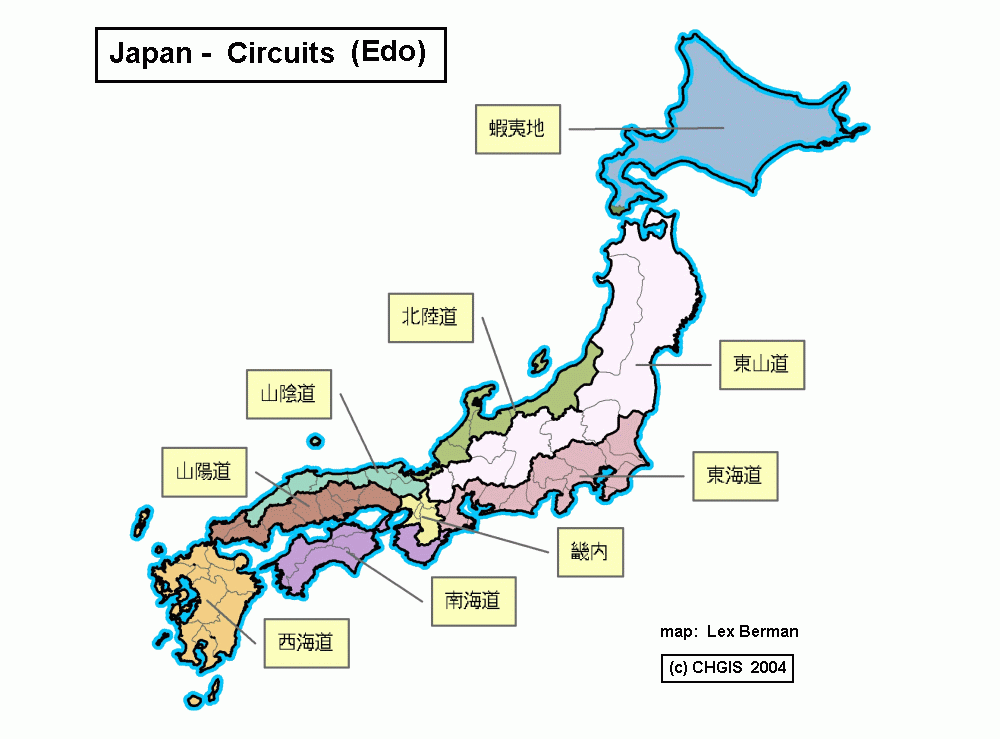 Japan - Circuits (Edo)
蝦夷地
北陸道
東山道
山陰道
山陽道
東海道
畿内
南海道
西海道
map: Lex Berman
(c) CHGIS 2004